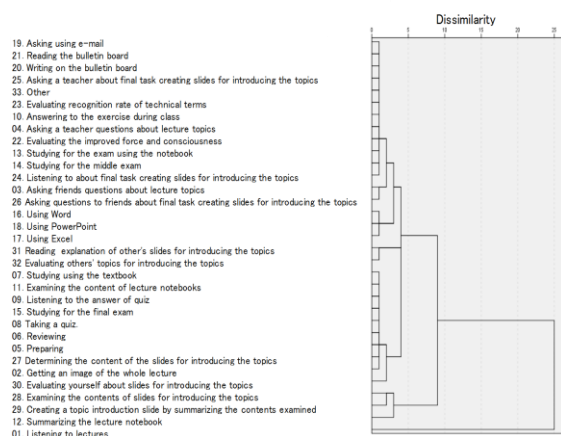 Dissimilarity
0 5 10 15 20 25
19. Asking using e-mail
21. Reading the bulletin board
20. Writing on the bulletin board
25. Asking a teacher about final task creating slides for introducing the topics
33. Other
23. Evaluating recognition rate of technical terms
10. Answering to the exercise during class
04. Asking a teacher questions about lecture topics
22. Evaluating the improved force and consciousness
13. Studying for the exam using the notebook
14. Studying for the middle exam
24. Listening to about final task creating slides for introducing the topics
03. Asking friends questions about lecture topics
26 Asking questions to friends about final task creating slides for introducing the topics
16. Using Word
18. Using PowerPoint
17. Using Excel
31 Reading explanation of other's slides for introducing the topics
32 Evaluating others' topics for introducing the topics
07. Studying using the textbook
11. Examining the content of lecture notebooks
09. Listening to the answer of quiz
15. Studying for the final exam
08 Taking a quiz.
06. Reviewing
05. Preparing
27 Determining the content of the slides for introducing the topics
02. Getting an image of the whole lecture
30. Evaluating yourself about slides for introducing the topics
28. Examining the contents of slides for introducing the topics
29. Creating a topic introduction slide by summarizing the contents examined
12. Summarizing the lecture notebook
01. Listening to lectures